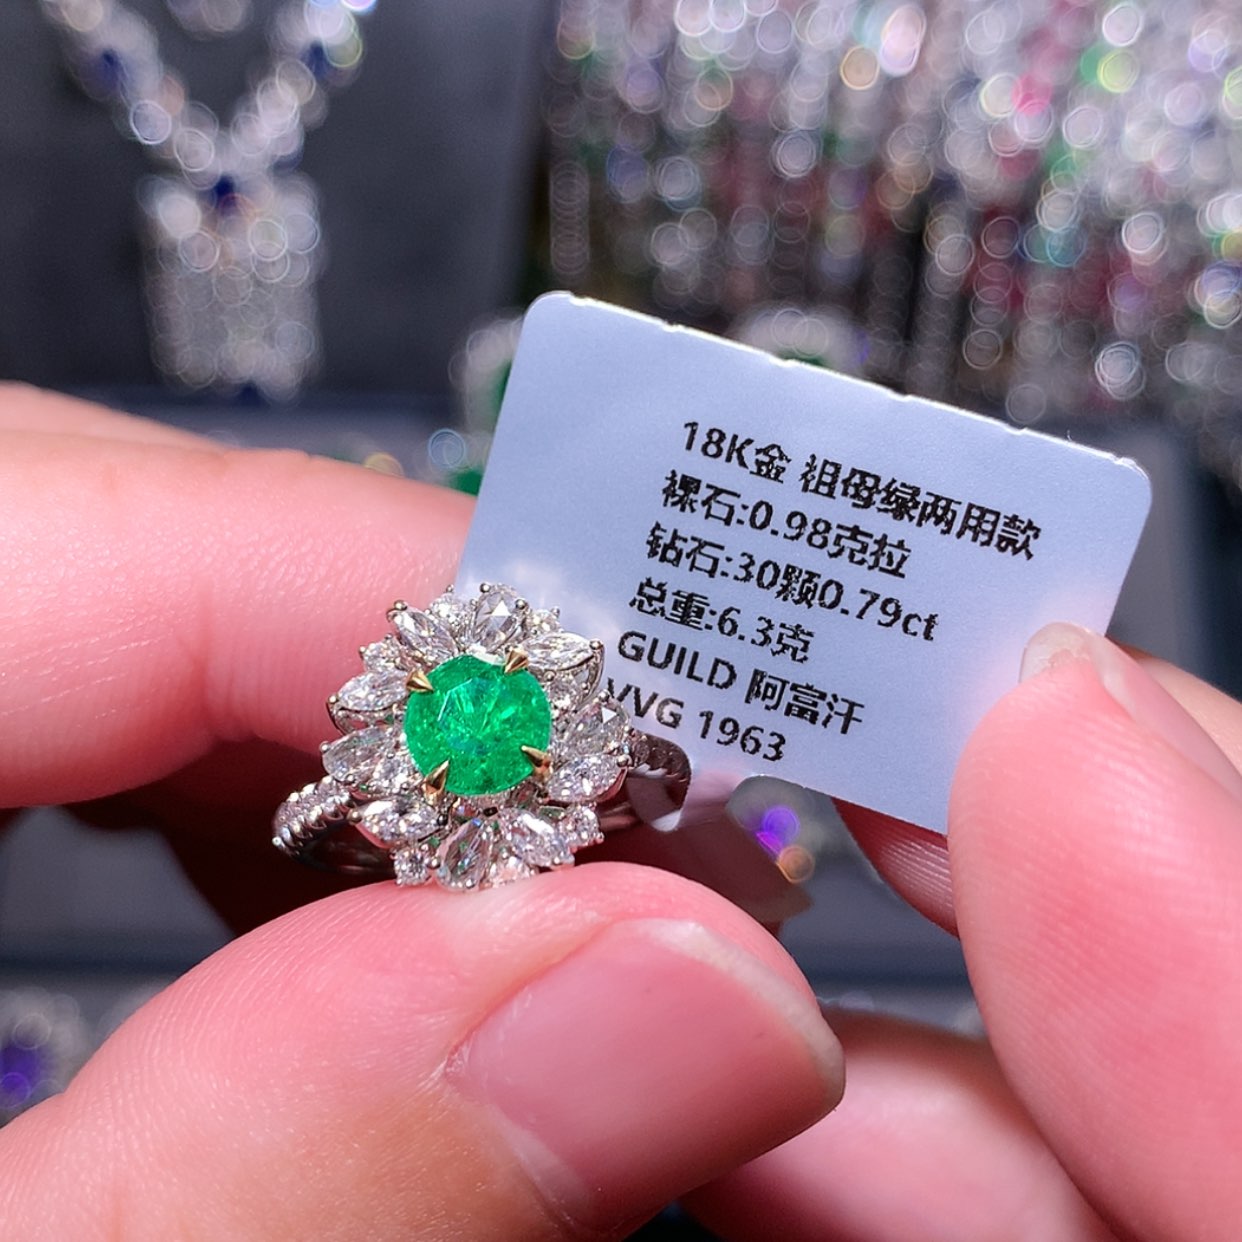 18K金 祖母绿两用款
裸石:0.98克拉
钻石:30颗0.79ct
总重:6.3克
GUILD 阿富汗
VVG 1963